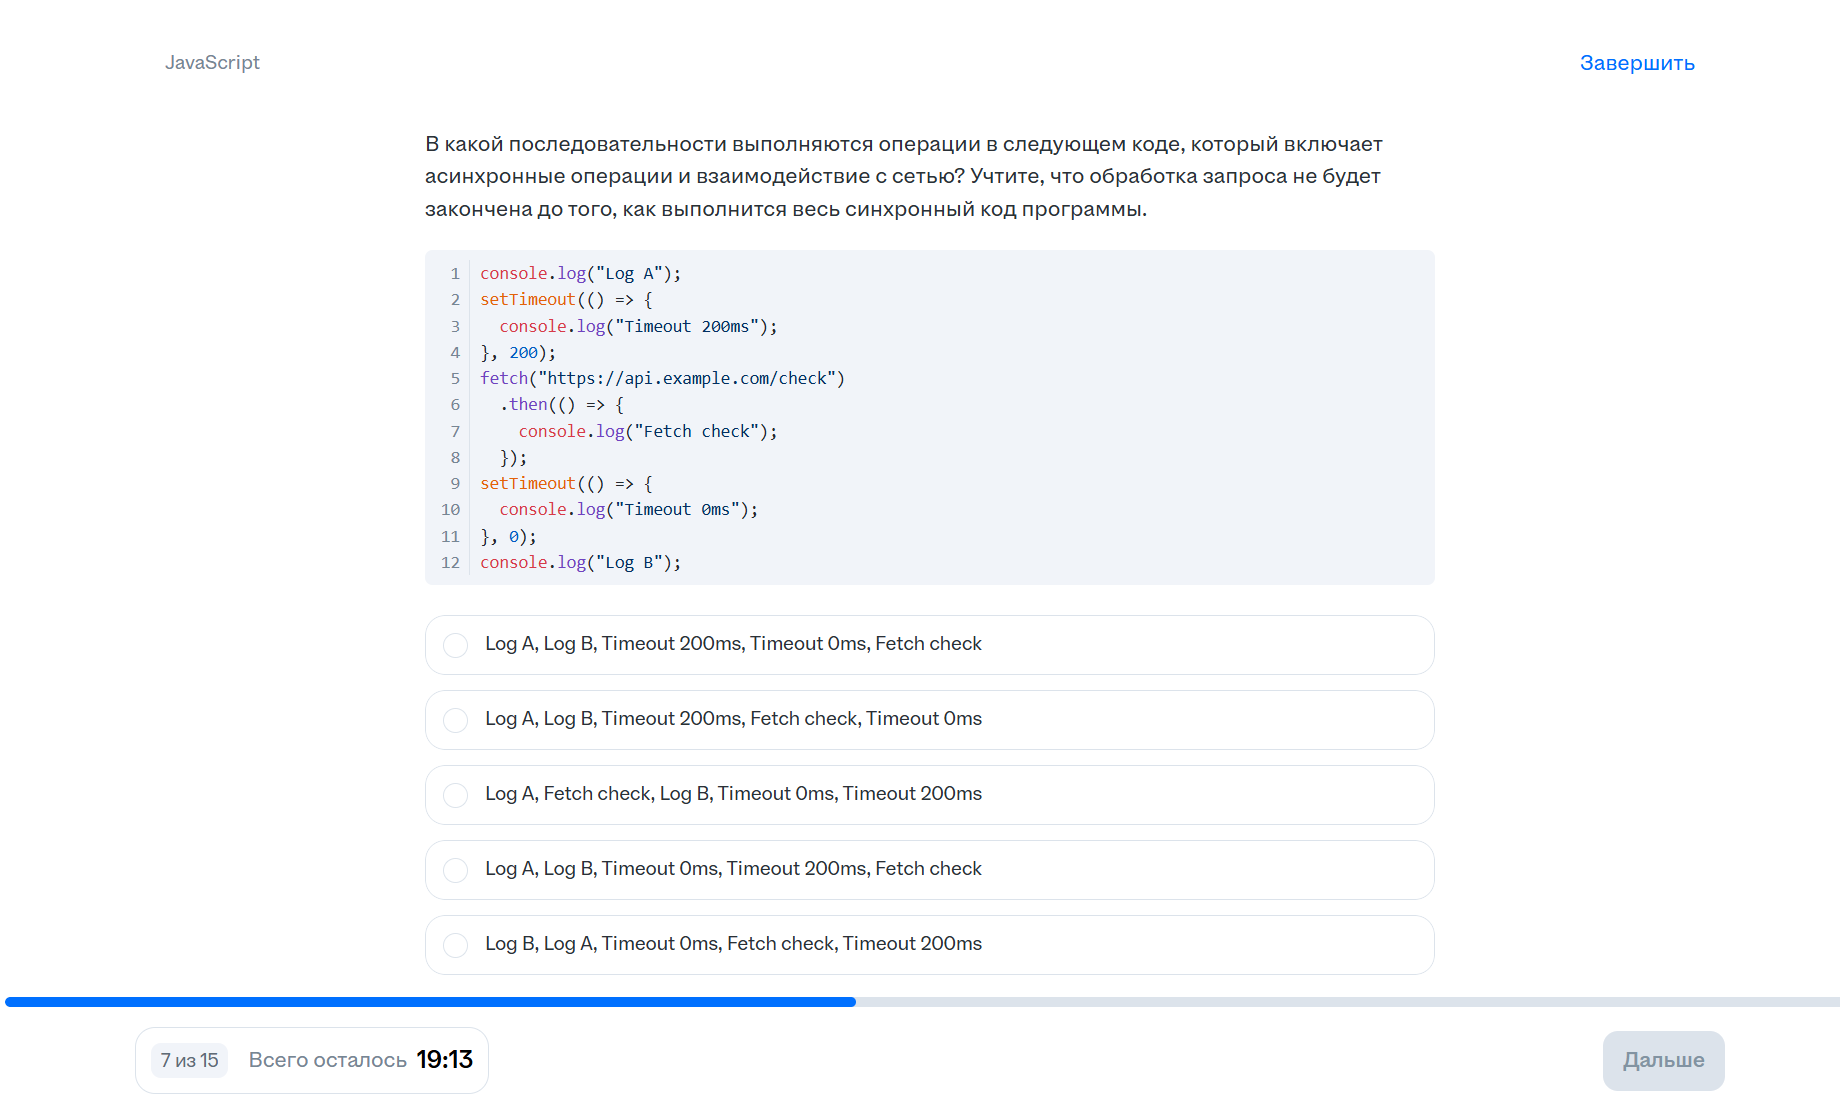 JavaScript
Завершить
В какой последовательности выполняются операции в следующем коде, который включает
асинхронные операции и взаимодействие с сетью? Учтите, что обработка запроса не будет
закончена до того, как выполнится весь синхронный код программы.
1 console.log("Log A");
2 setTimeout(() => {
3   console.log("Timeout 200ms");
4 }, 200);
5 fetch("https://api.example.com/check")
6   .then(() => {
7     console.log("Fetch check");
8   });
9 setTimeout(() => {
10   console.log("Timeout 0ms");
11 }, 0);
12 console.log("Log B");
Log A, Log B, Timeout 200ms, Timeout 0ms, Fetch check
Log A, Log B, Timeout 200ms, Fetch check, Timeout 0ms
Log A, Fetch check, Log B, Timeout 0ms, Timeout 200ms
Log A, Log B, Timeout 0ms, Timeout 200ms, Fetch check
Log B, Log A, Timeout 0ms, Fetch check, Timeout 200ms
7 из 15 Всего осталось 19:13
Дальше